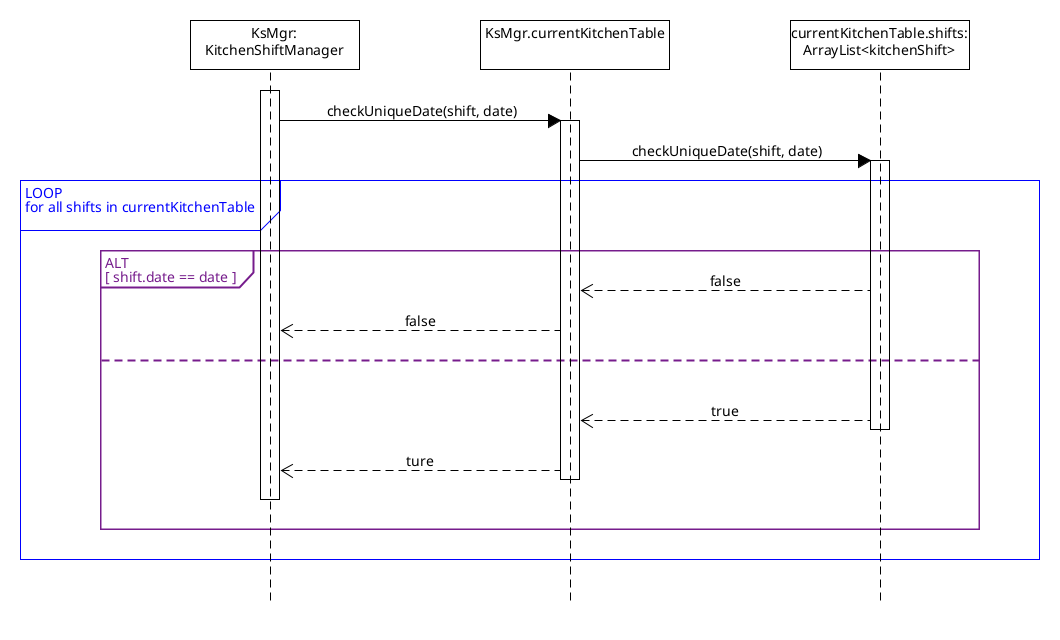 KsMgr:
KitchenShiftManager
KsMgr.currentKitchenTable
currentKitchenTable.shifts:
ArrayList<kitchenShift>
checkUniqueDate(shift, date)
checkUniqueDate(shift, date)
LOOP
for all shifts in currentKitchenTable
ALT
[ shift.date == date ]
false
false
true
ture